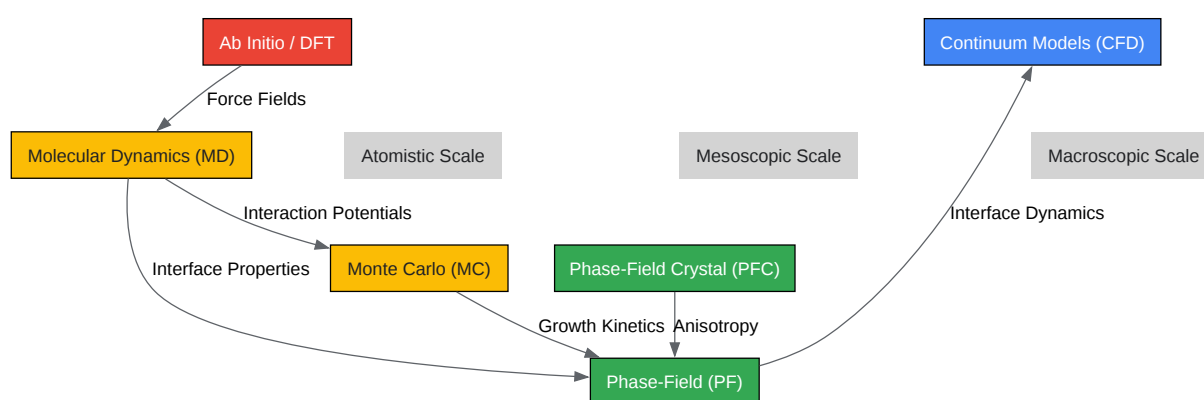 Ab Initio / DFT
Continuum Models (CFD)
Force Fields
Molecular Dynamics (MD)
Atomistic Scale
Mesoscopic Scale
Macroscopic Scale
Interaction Potentials
Interface Dynamics
Interface Properties
Monte Carlo (MC)
Phase-Field Crystal (PFC)
Growth Kinetics
Anisotropy
Phase-Field (PF)